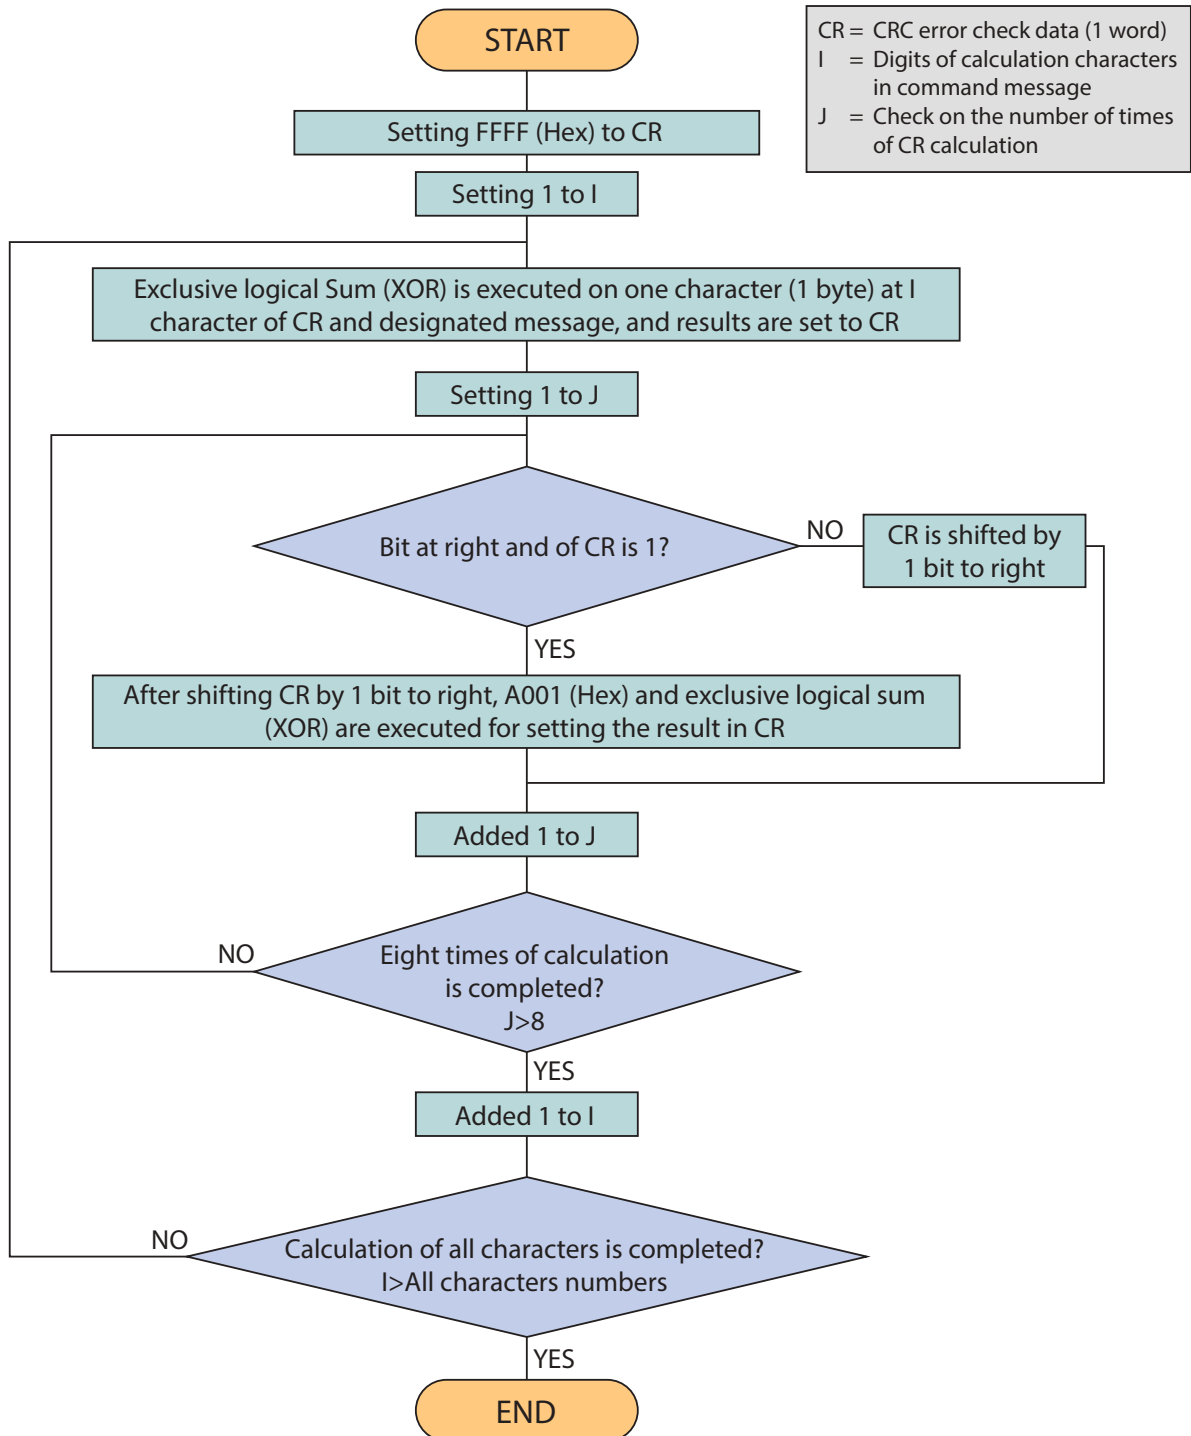 START
CR = CRC error check data (1 word)
I = Digits of calculation characters
in command message
J = Check on the number of times
of CR calculation
Setting FFFF (Hex) to CR
Setting 1 to I
Exclusive logical Sum (XOR) is executed on one character (1 byte) at I
character of CR and designated message, and results are set to CR
Setting 1 to J
Bit at right and of CR is 1?
NO
CR is shifted by
1 bit to right
YES
After shifting CR by 1 bit to right, A001 (Hex) and exclusive logical sum
(XOR) are executed for setting the result in CR
Added 1 to J
NO
Eight times of calculation
is completed?
J>8
YES
Added 1 to I
NO
Calculation of all characters is completed?
I>All characters numbers
YES
END